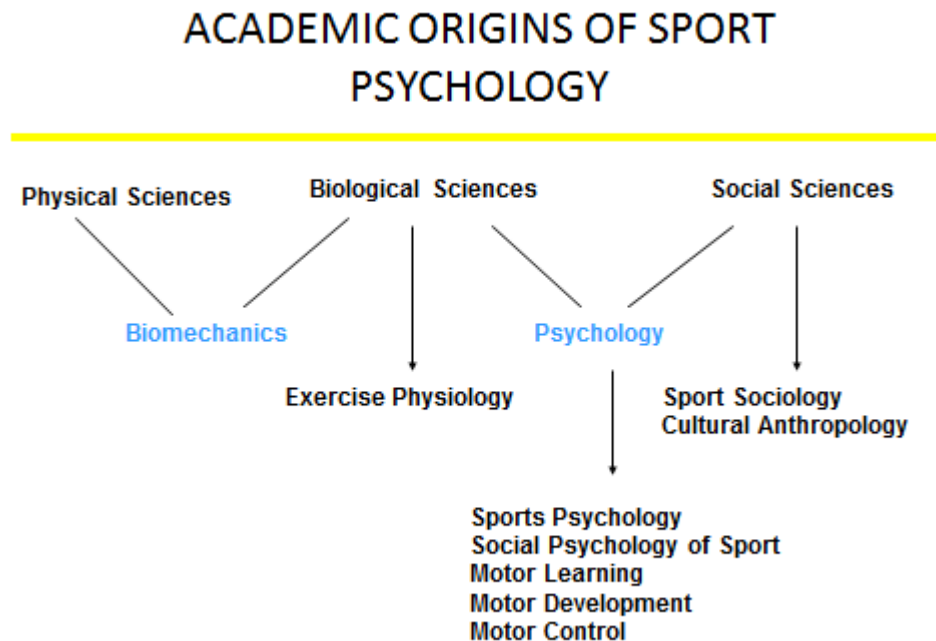 ACADEMIC ORIGINS OF SPORT
PSYCHOLOGY
Physical Sciences
Biological Sciences
Social Sciences
Biomechanics
Psychology
Exercise Physiology
Sport Sociology
Cultural Anthropology
Sports Psychology
Social Psychology of Sport
Motor Learning
Motor Development
Motor Control